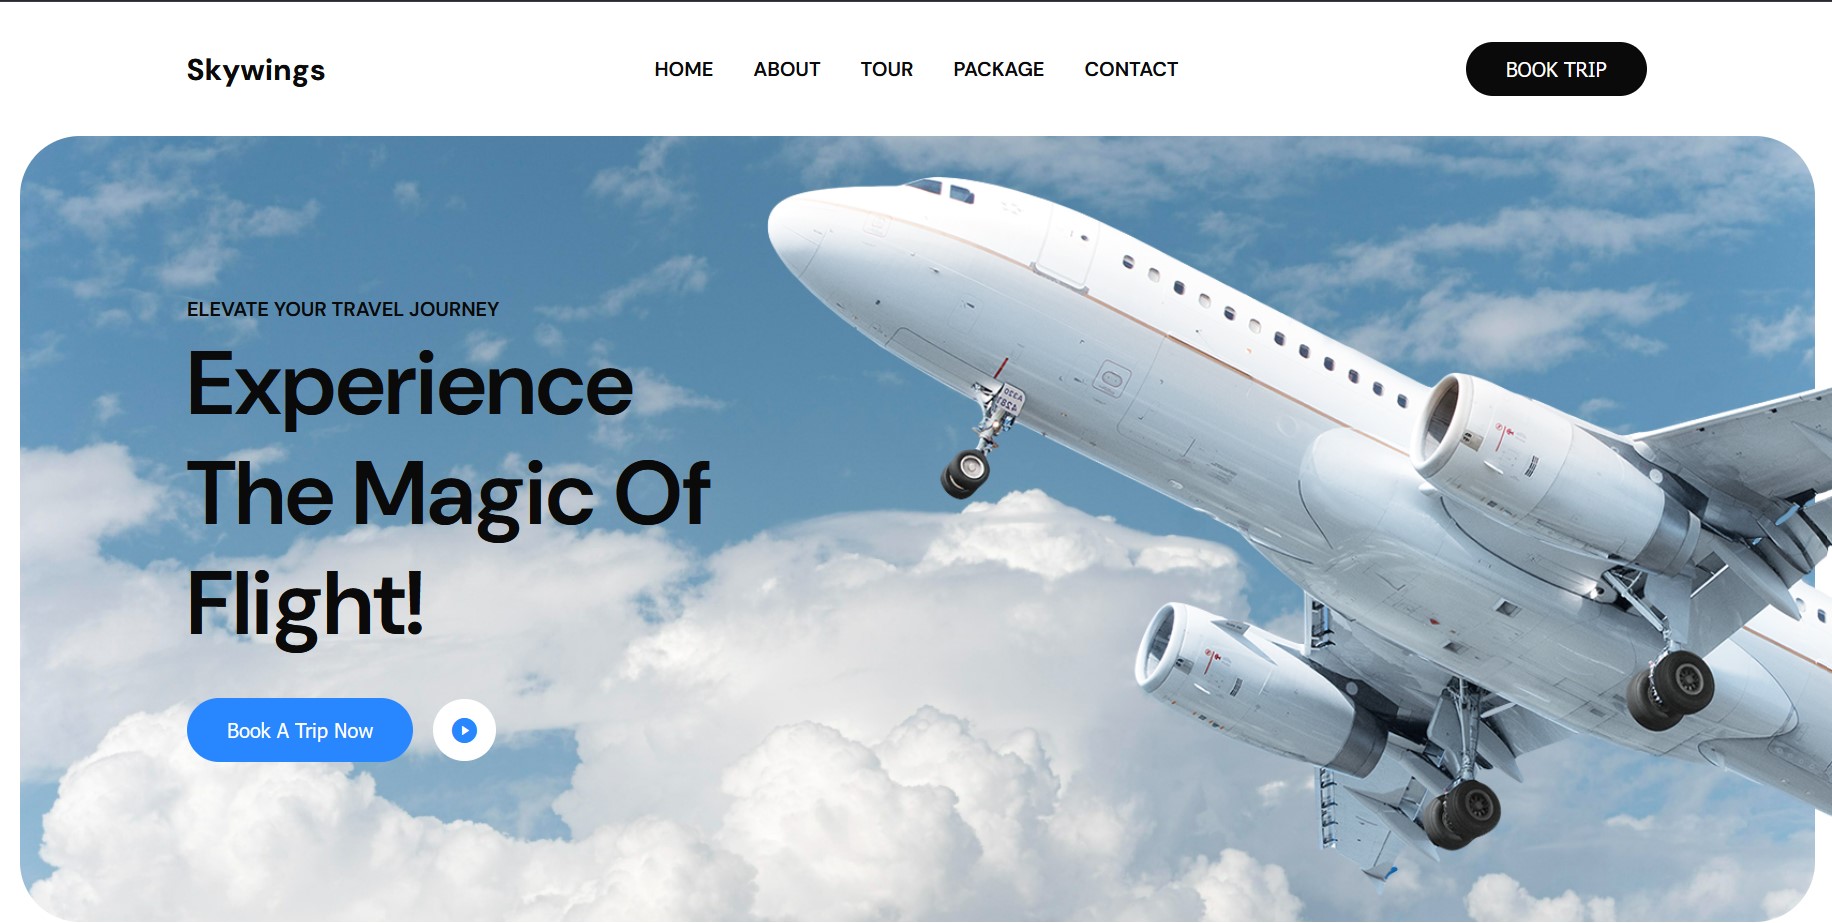 Skywings
HOME ABOUT TOUR PACKAGE CONTACT
BOOK TRIP
ELEVATE YOUR TRAVEL JOURNEY
Experience
The Magic Of
Flight!
Book A Trip Now